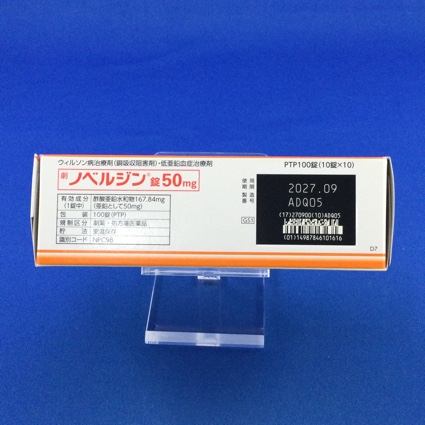 ウィルソン病治療剤(銅吸収阻害剤)・低亜鉛血症治療剤
PTP100錠(10錠×10)
劇 ノベルジン®錠50mg
有効成分(1錠中) 酢酸亜鉛水和物167.84mg(亜鉛として50mg)
包装 100錠(PTP)
規制区分 劇薬・処方箋医薬品
貯法 室温保存
識別コード NPC98
使用期限
製造番号
2027.09
ADQ05
GS1
(17)270900(10)ADQ05
(01)14987846101616
D7